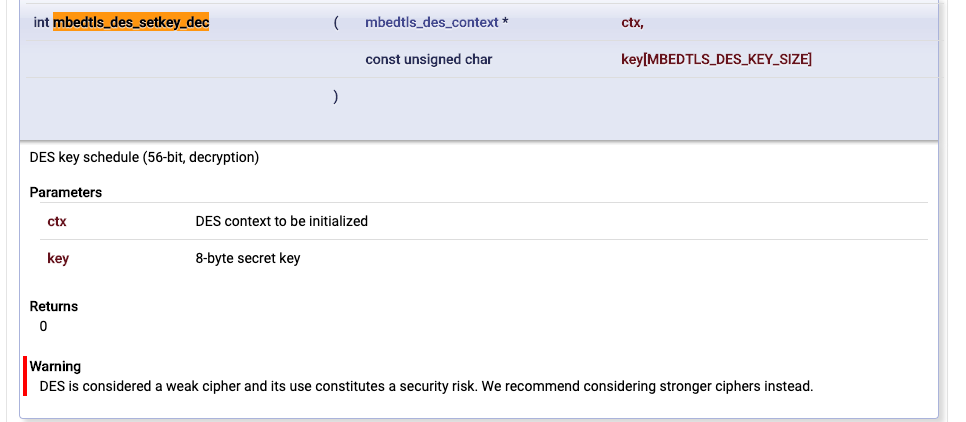 int mbedtls_des_setkey_dec ( mbedtls_des_context * ctx,
const unsigned char key[MBEDTLS_DES_KEY_SIZE]
)
DES key schedule (56-bit, decryption)
Parameters
ctx DES context to be initialized
key 8-byte secret key
Returns
0
Warning
DES is considered a weak cipher and its use constitutes a security risk. We recommend considering stronger ciphers instead.